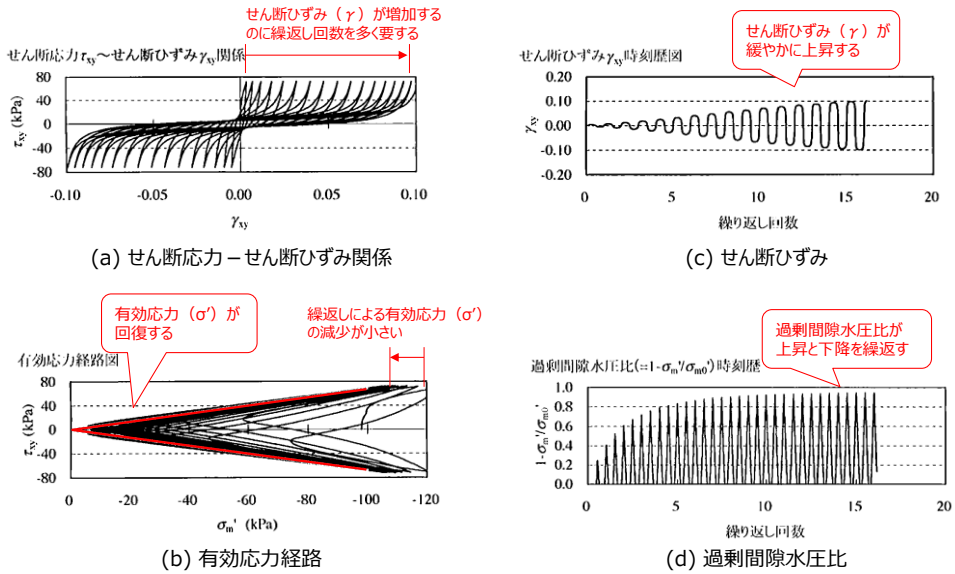 せん断ひずみ（γ）が増加する
のに繰返し回数を多く要する
せん断応力τxy～せん断ひずみγxy関係
80
40
0
-40
-80
τxy (kPa)
-0.10
-0.05
0.00
0.05
0.10
γxy
(a) せん断応力－せん断ひずみ関係
せん断ひずみ（γ）が
緩やかに上昇する
せん断ひずみγxy時刻歴図
0.20
0.10
0.00
-0.10
-0.20
γxy
0
5
10
15
20
繰り返し回数
(c) せん断ひずみ
有効応力（σ′）が
回復する
繰返しによる有効応力（σ′）
の減少が小さい
有効応力経路図
80
40
0
-40
-80
τxy (kPa)
0
-20
-40
-60
-80
-100
-120
σm' (kPa)
(b) 有効応力経路
過剰間隙水圧比が
上昇と下降を繰返す
過剰間隙水圧比(=1-σm'/σm0')時刻歴
1.0
0.8
0.6
0.4
0.2
0.0
1-σm'/σm0'
0
5
10
15
20
繰り返し回数
(d) 過剰間隙水圧比